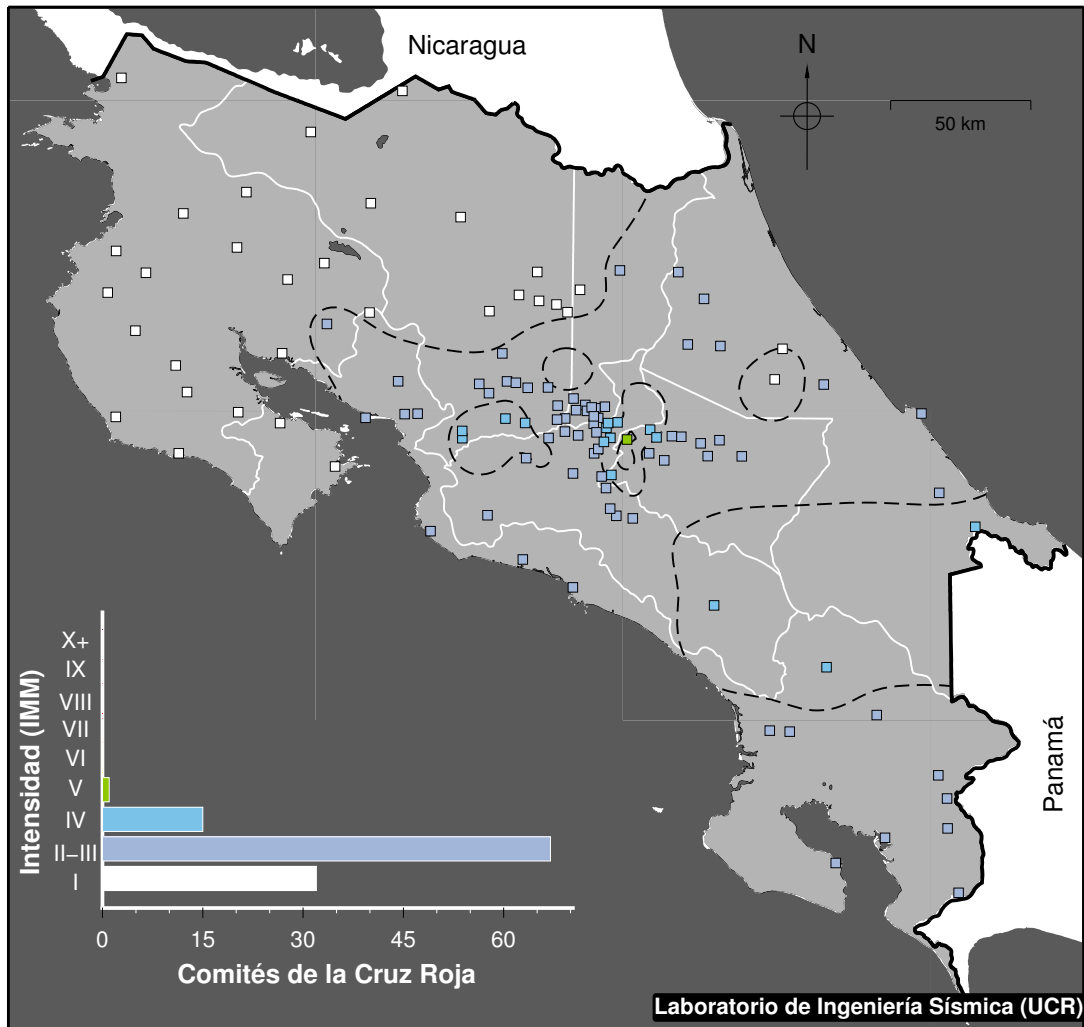 Nicaragua
N
50 km
Panamá
Intensidad (IMM)
X+
IX
VIII
VII
VI
V
IV
II–III
I
0 15 30 45 60
Comités de la Cruz Roja
Laboratorio de Ingeniería Sísmica (UCR)